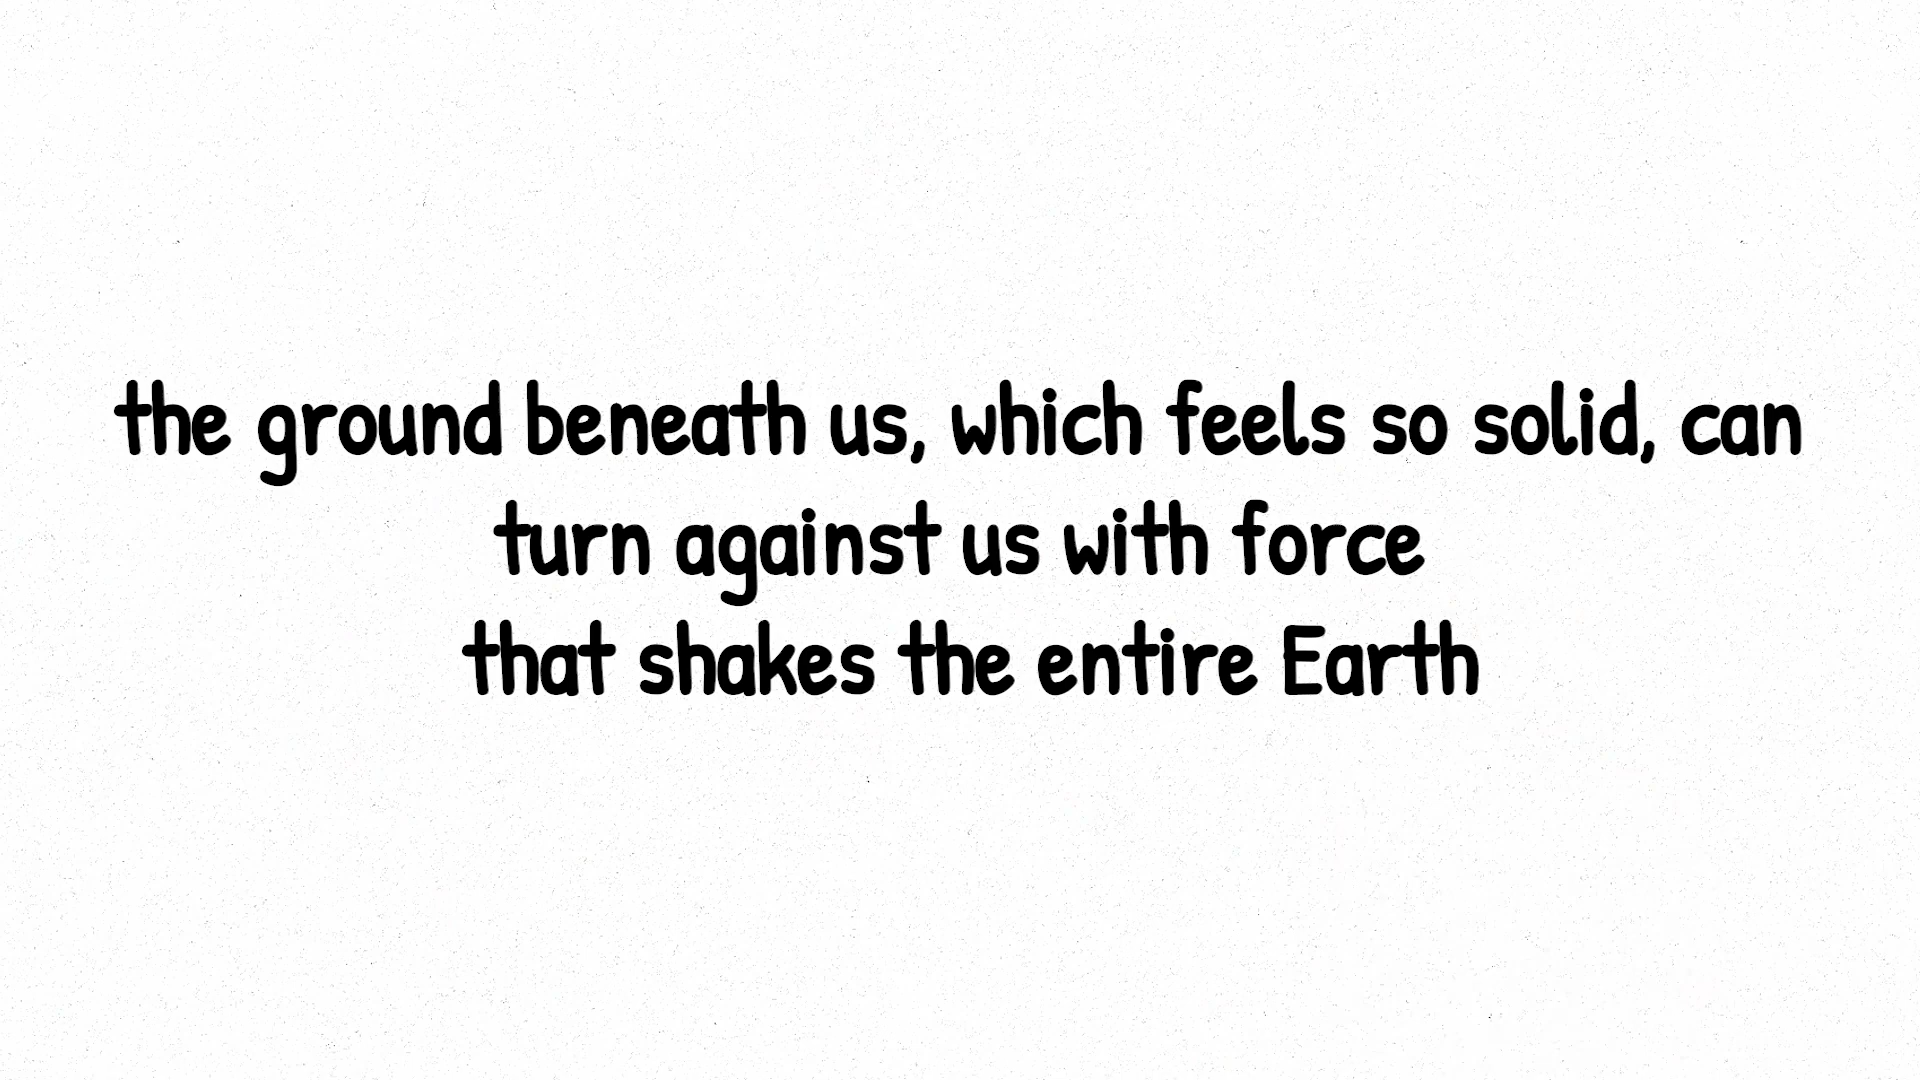 the ground beneath us, which feels so solid, can
turn against us with force
that shakes the entire Earth